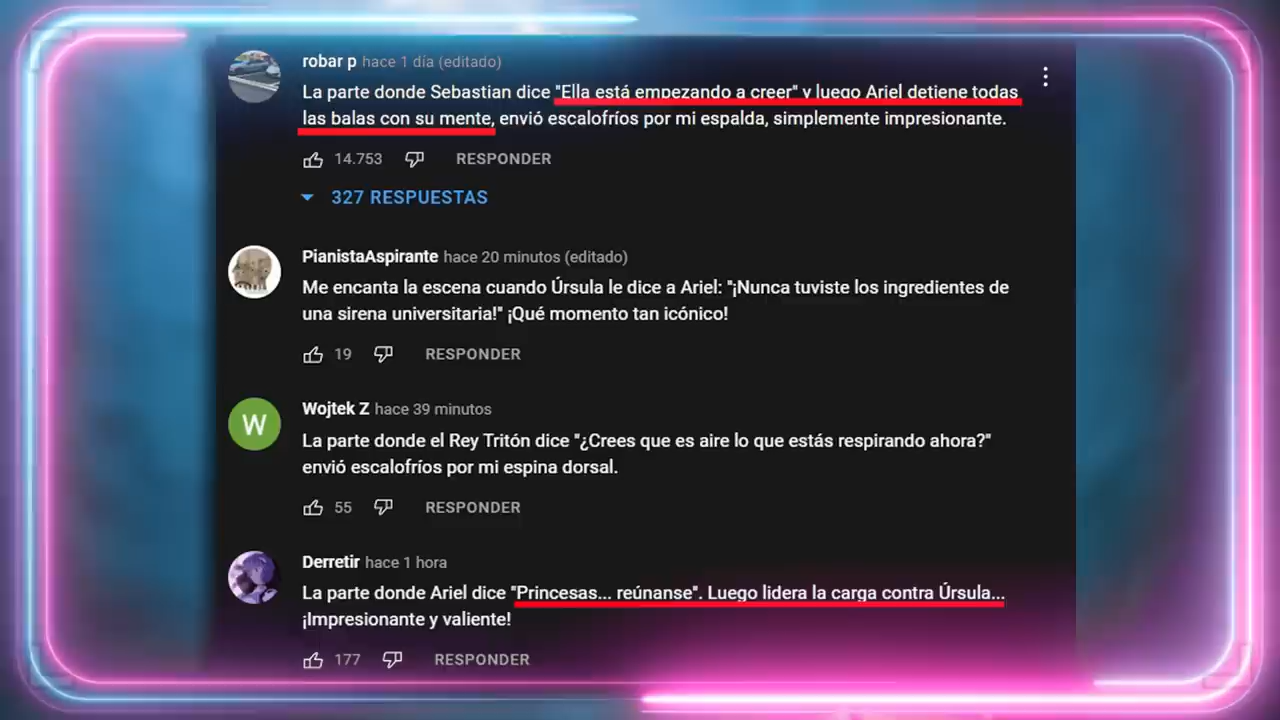 robar p hace 1 día (editado)
La parte donde Sebastian dice "Ella está empezando a creer" y luego Ariel detiene todas
las balas con su mente, envió escalofríos por mi espalda, simplemente impresionante.
14.753 RESPONDER
327 RESPUESTAS
PianistaAspirante hace 20 minutos (editado)
Me encanta la escena cuando Úrsula le dice a Ariel: "¡Nunca tuviste los ingredientes de
una sirena universitaria!" ¡Qué momento tan icónico!
19 RESPONDER
W
Wojtek Z hace 39 minutos
La parte donde el Rey Tritón dice "¿Crees que es aire lo que estás respirando ahora?"
envió escalofríos por mi espina dorsal.
55 RESPONDER
Derretir hace 1 hora
La parte donde Ariel dice "Princesas... reúnanse". Luego lidera la carga contra Úrsula...
¡Impresionante y valiente!
177 RESPONDER